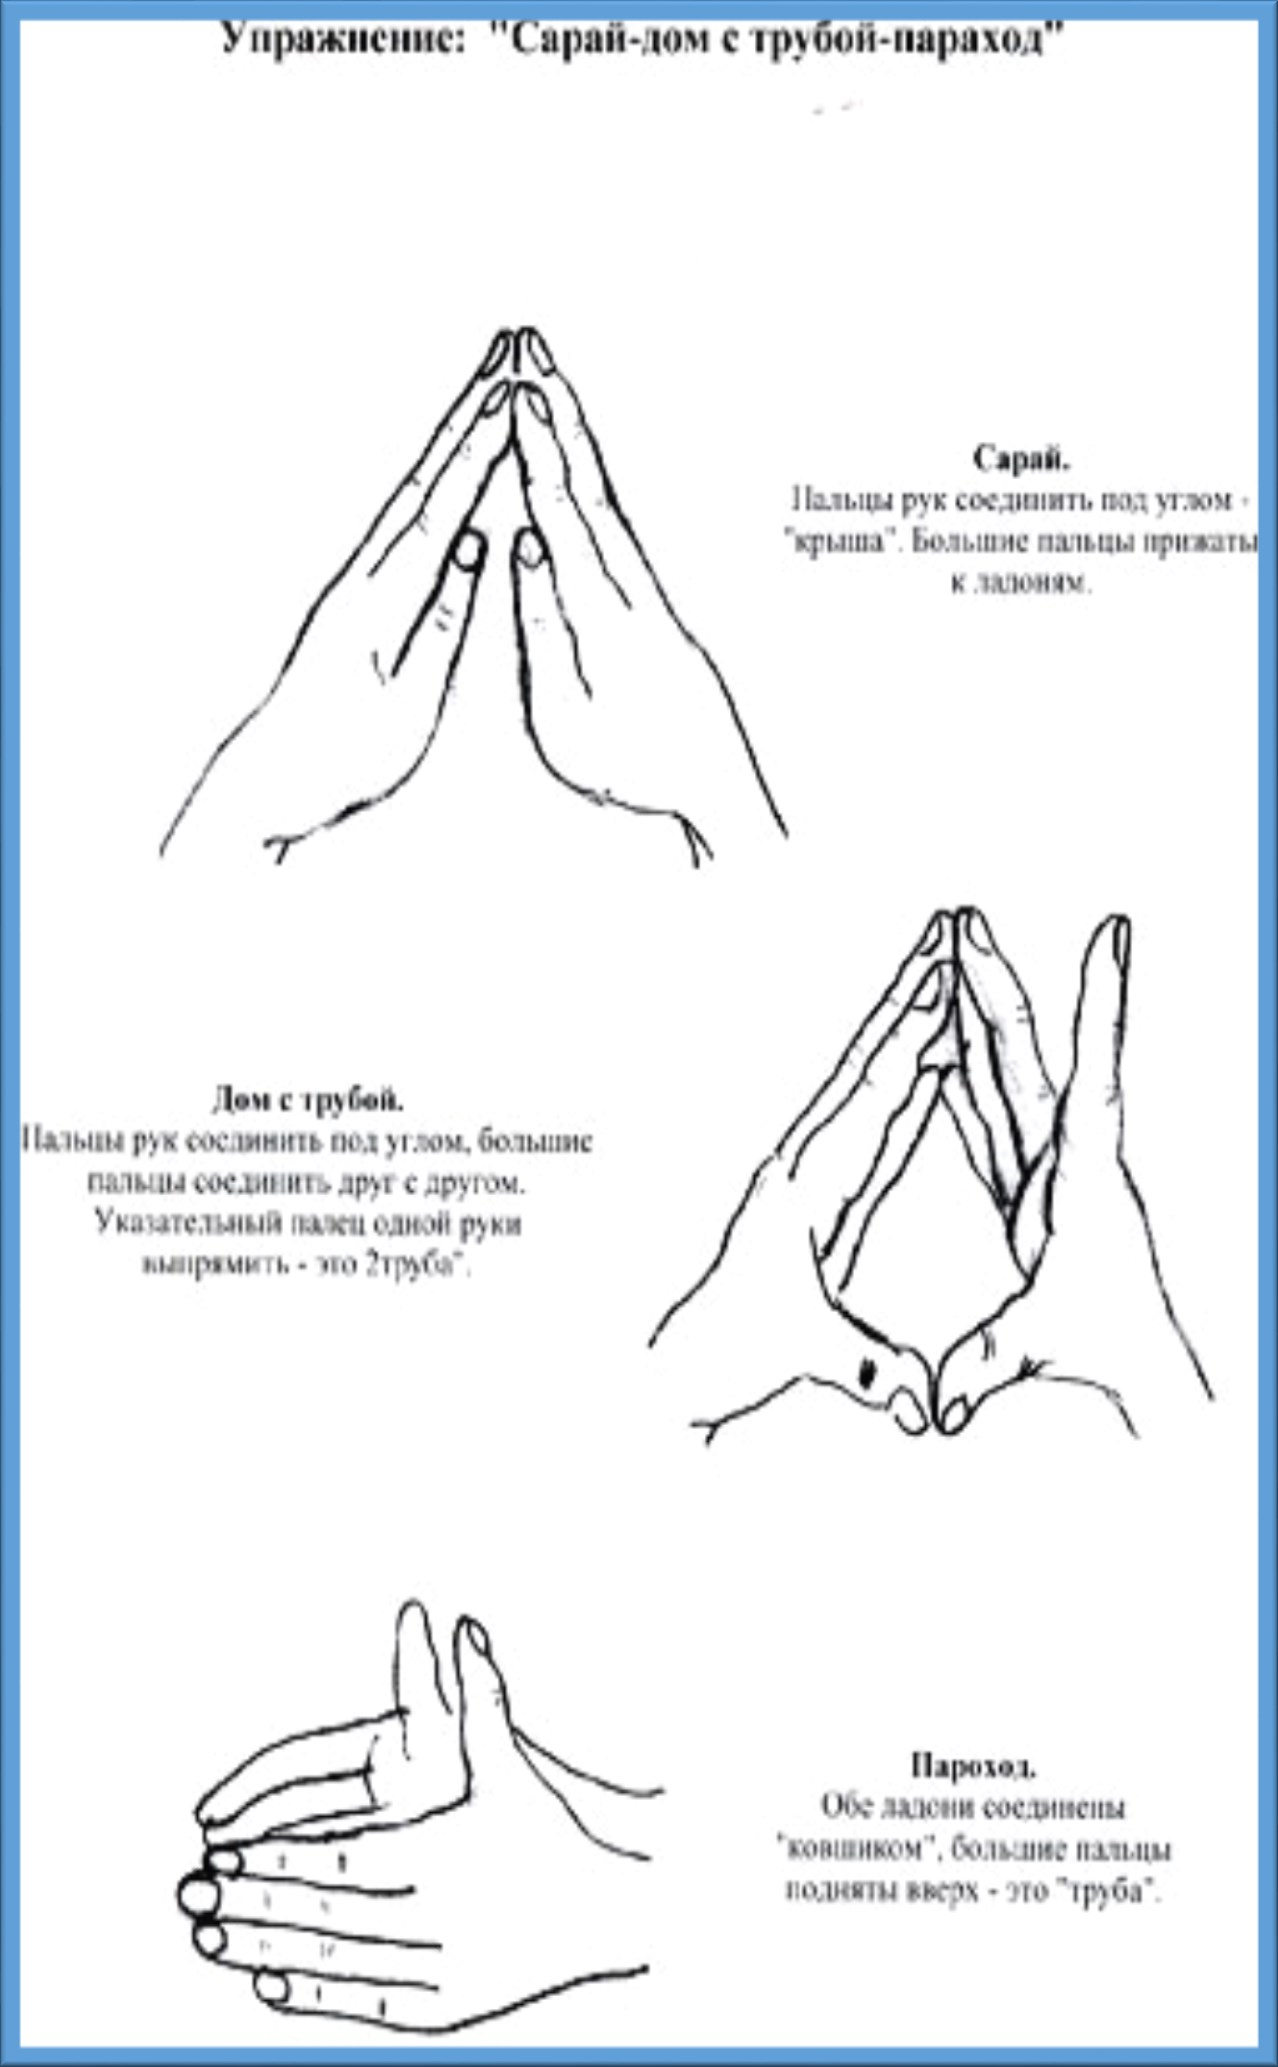 Упражнение: "Сарай-дом с трубой-параход"
Сарай.
Пальцы рук соединить под углом -
"крыша". Большие пальцы прижаты
к ладоням.
Дом с трубой.
Пальцы рук соединить под углом, большие
пальцы соединить друг с другом.
Указательный палец одной руки
выпрямить - это 2труба".
Пароход.
Обе ладони соединены
"ковшиком", большие пальцы
подняты вверх - это "труба".